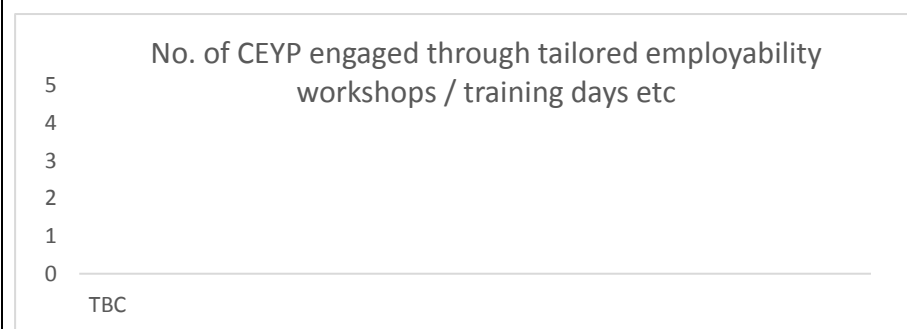 No. of CEYP engaged through tailored employability
workshops / training days etc
5
4
3
2
1
0
TBC